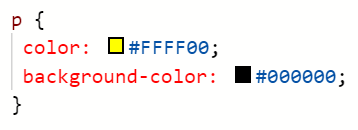 p {
color: #FFFF00;
background-color: #000000;
}